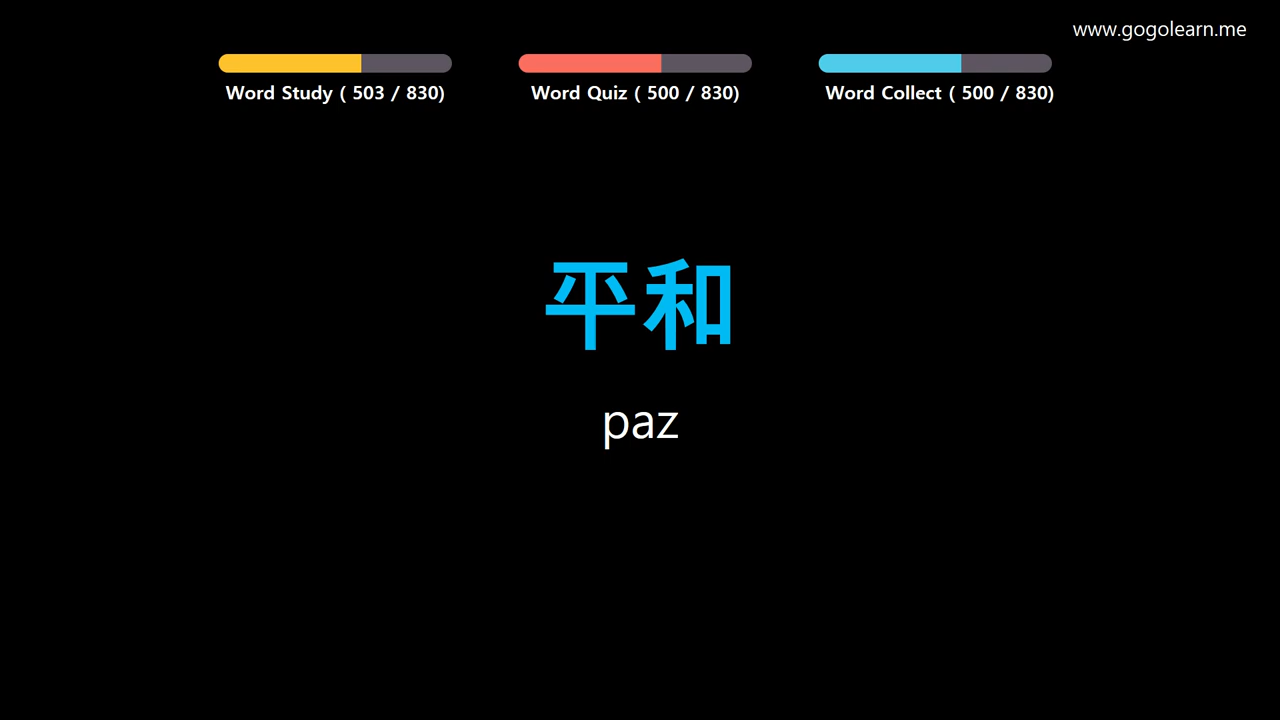 www.gogolearn.me
Word Study ( 503 / 830)
Word Quiz ( 500 / 830)
Word Collect ( 500 / 830)
平和
paz